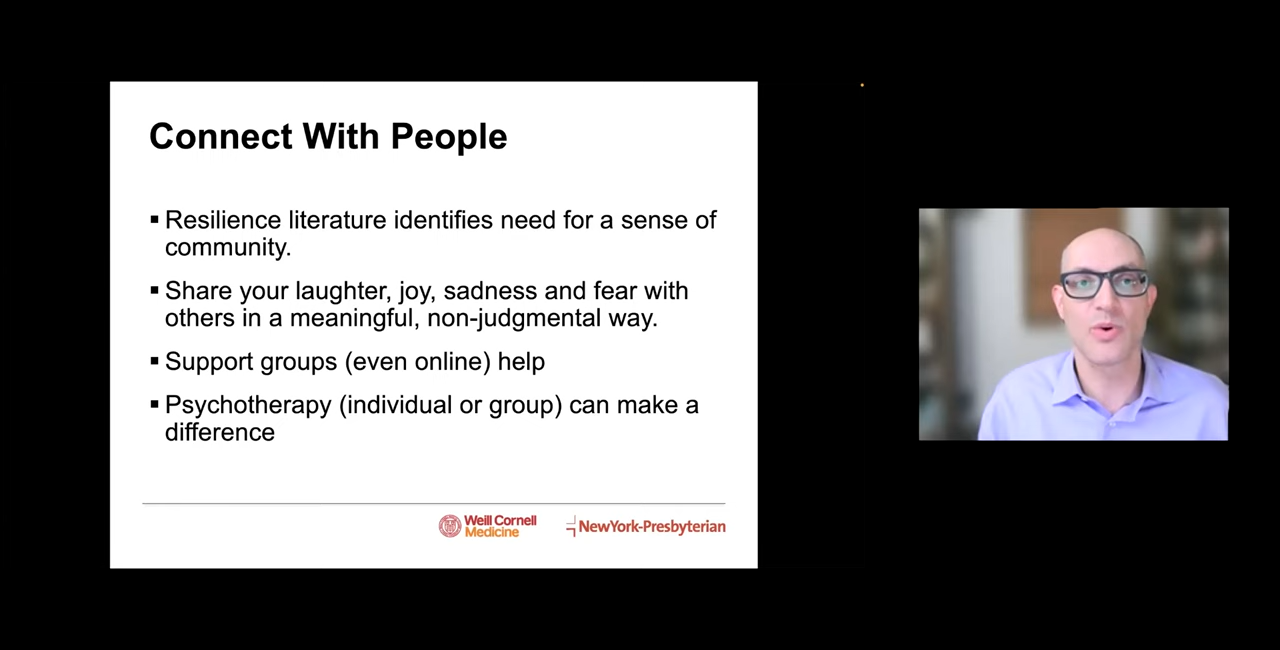 Connect With People
▪ Resilience literature identifies need for a sense of
community.
▪ Share your laughter, joy, sadness and fear with
others in a meaningful, non-judgmental way.
▪ Support groups (even online) help
▪ Psychotherapy (individual or group) can make a
difference
Weill Cornell
Medicine
NewYork-Presbyterian